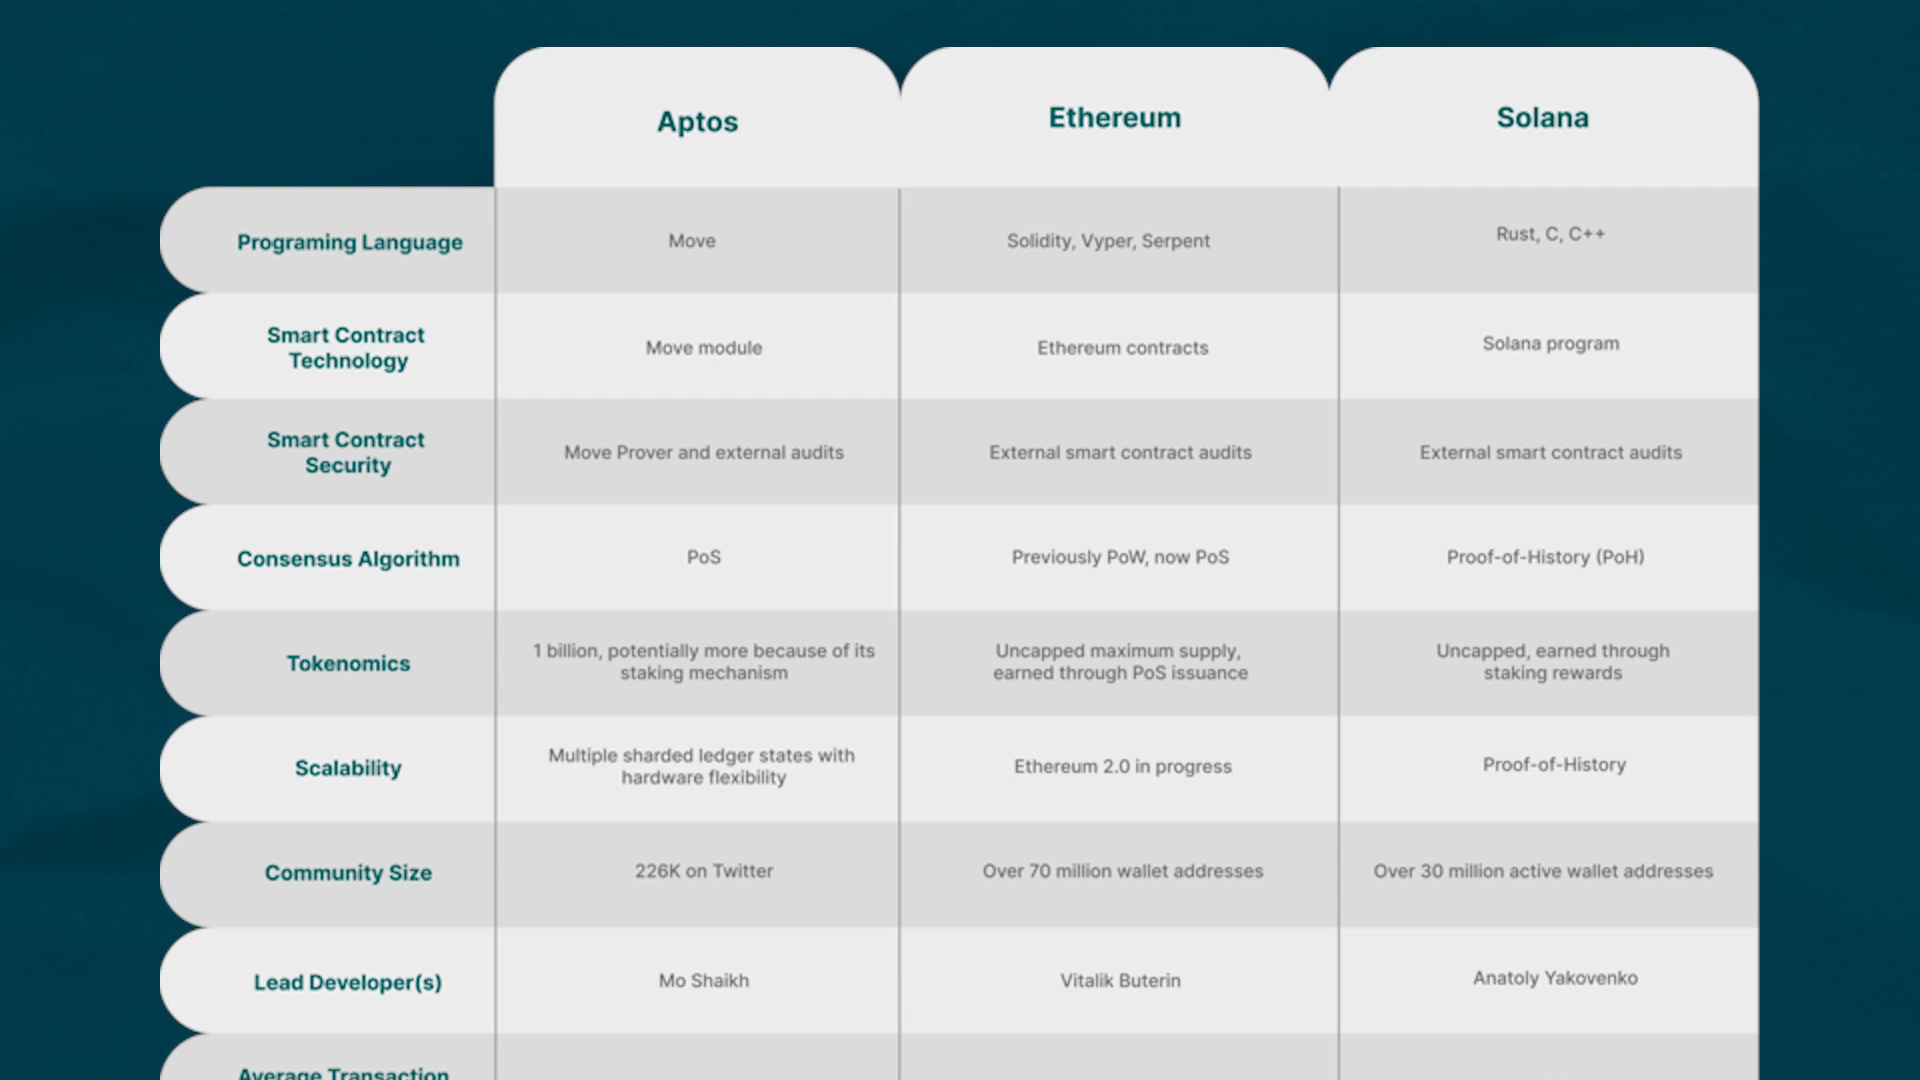 Aptos
Ethereum
Solana
Programing Language
Move
Solidity, Vyper, Serpent
Rust, C, C++
Smart Contract
Technology
Move module
Ethereum contracts
Solana program
Smart Contract
Security
Move Prover and external audits
External smart contract audits
External smart contract audits
Consensus Algorithm
PoS
Previously PoW, now PoS
Proof-of-History (PoH)
Tokenomics
1 billion, potentially more because of its
staking mechanism
Uncapped maximum supply,
earned through PoS issuance
Uncapped, earned through
staking rewards
Scalability
Multiple sharded ledger states with
hardware flexibility
Ethereum 2.0 in progress
Proof-of-History
Community Size
226K on Twitter
Over 70 million wallet addresses
Over 30 million active wallet addresses
Lead Developer(s)
Mo Shaikh
Vitalik Buterin
Anatoly Yakovenko
Average Transaction